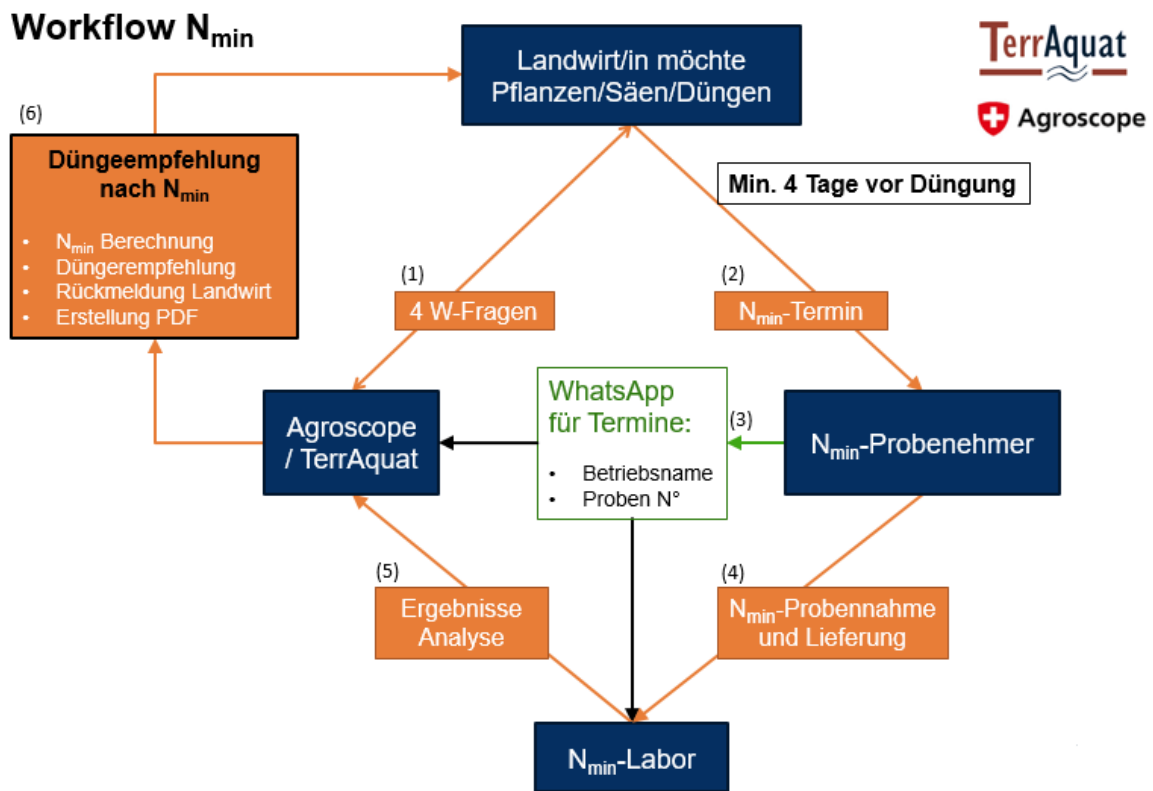 Workflow Nmin
TerrAquat
Agroscope
Landwirt/in möchte
Pflanzen/Säen/Düngen
(6)
Düngeempfehlung
nach Nmin
• Nmin Berechnung
• Düngerempfehlung
• Rückmeldung Landwirt
• Erstellung PDF
Min. 4 Tage vor Düngung
(1)
4 W-Fragen
(2)
Nmin-Termin
WhatsApp
für Termine:
• Betriebsname
• Proben N°
(3)
Agroscope
/ TerrAquat
Nmin-Probenehmer
(5)
Ergebnisse
Analyse
(4)
Nmin-Probennahme
und Lieferung
Nmin-Labor